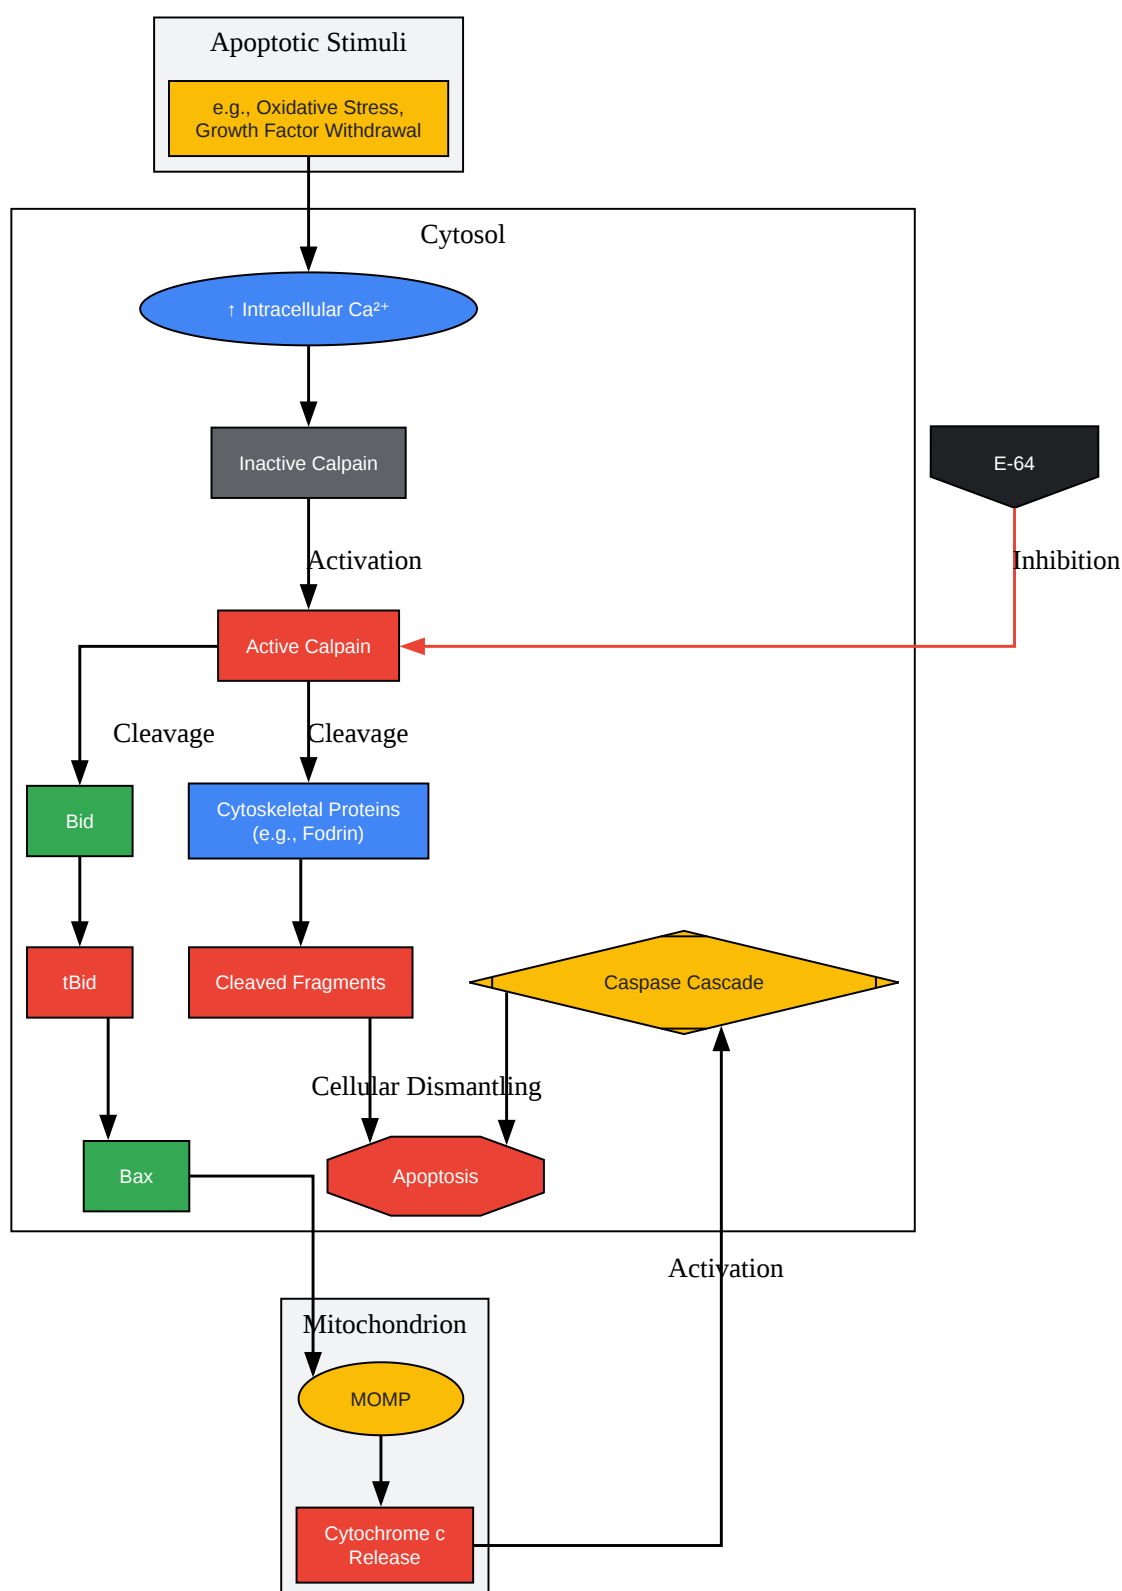 Apoptotic Stimuli
e.g., Oxidative Stress,
Growth Factor Withdrawal
Cytosol
↑ Intracellular Ca²⁺
Inactive Calpain
E-64
Activation
Inhibition
Active Calpain
Cleavage
Cleavage
Bid
Cytoskeletal Proteins
(e.g., Fodrin)
tBid
Cleaved Fragments
Caspase Cascade
Cellular Dismantling
Bax
Apoptosis
Activation
Mitochondrion
MOMP
Cytochrome c
Release